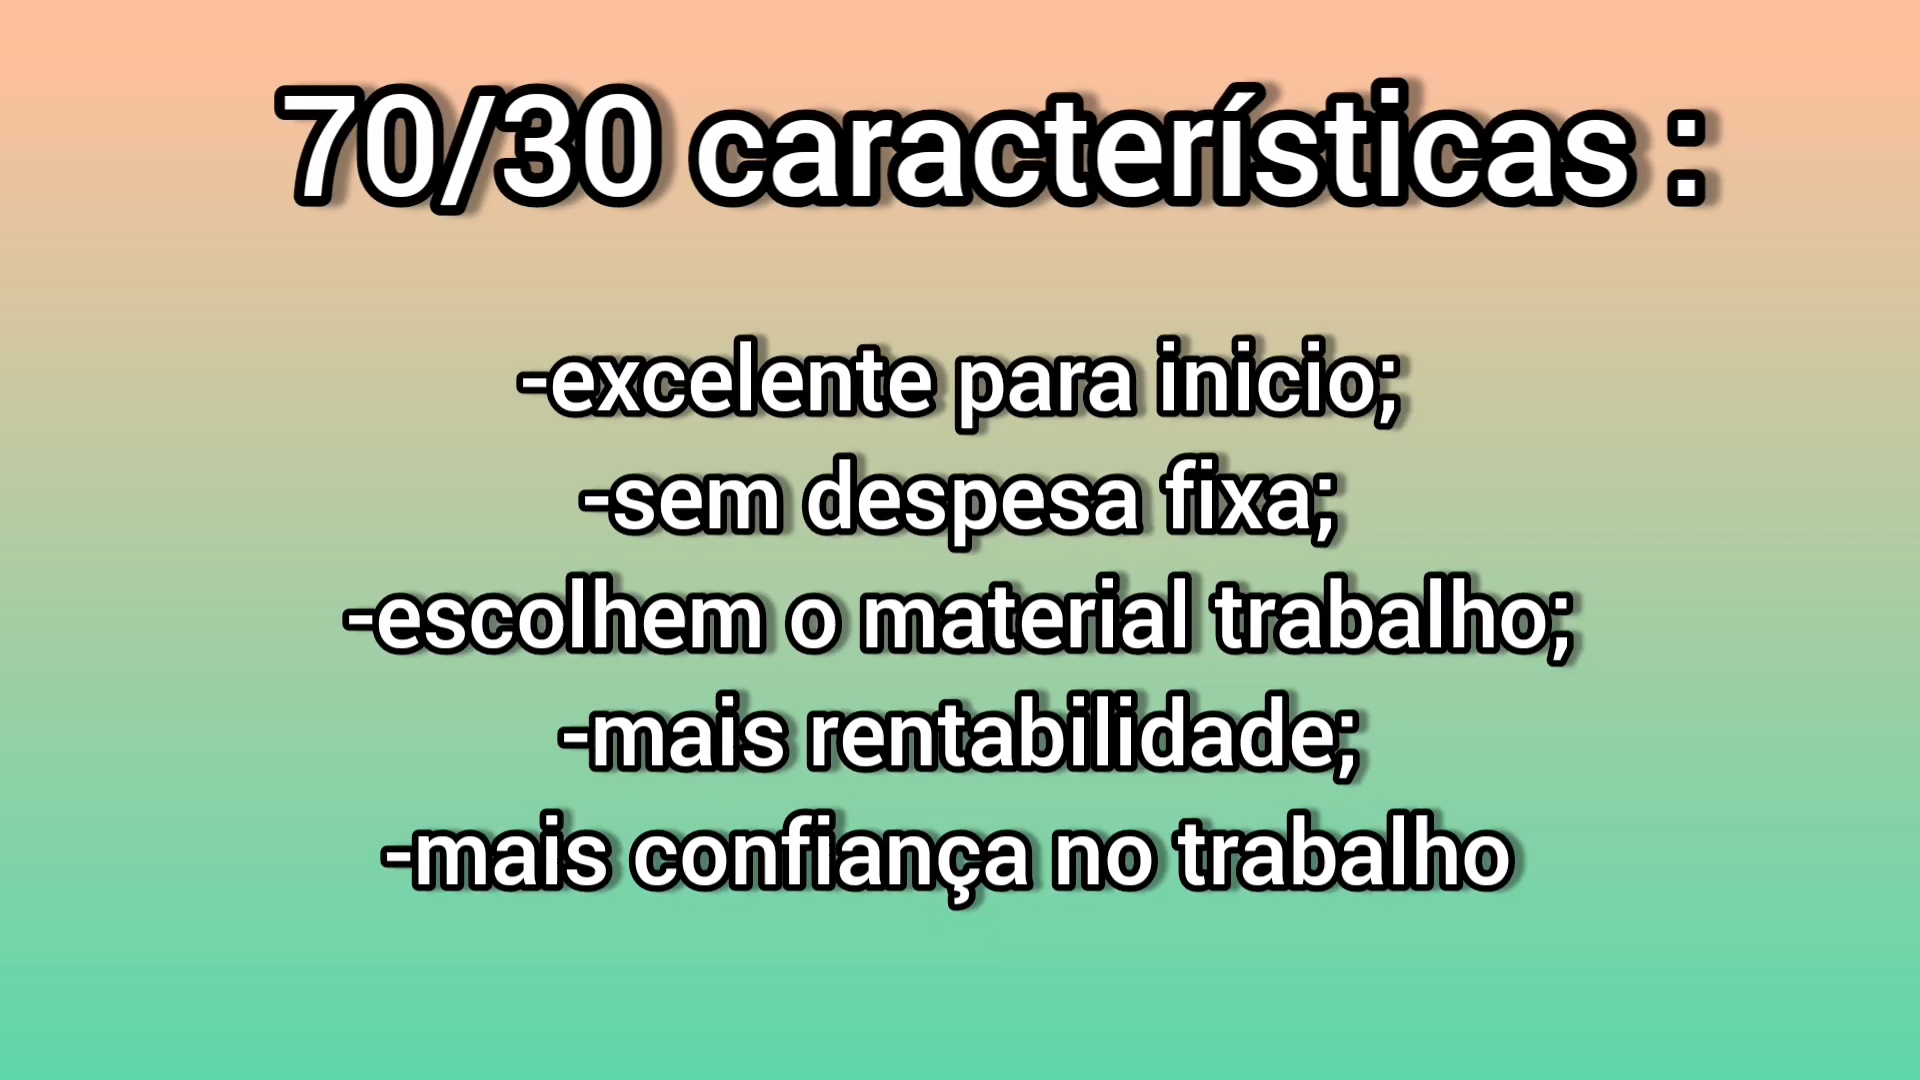 70/30 características :
-excelente para inicio;
-sem despesa fixa;
-escolhem o material trabalho;
-mais rentabilidade;
-mais confiança no trabalho